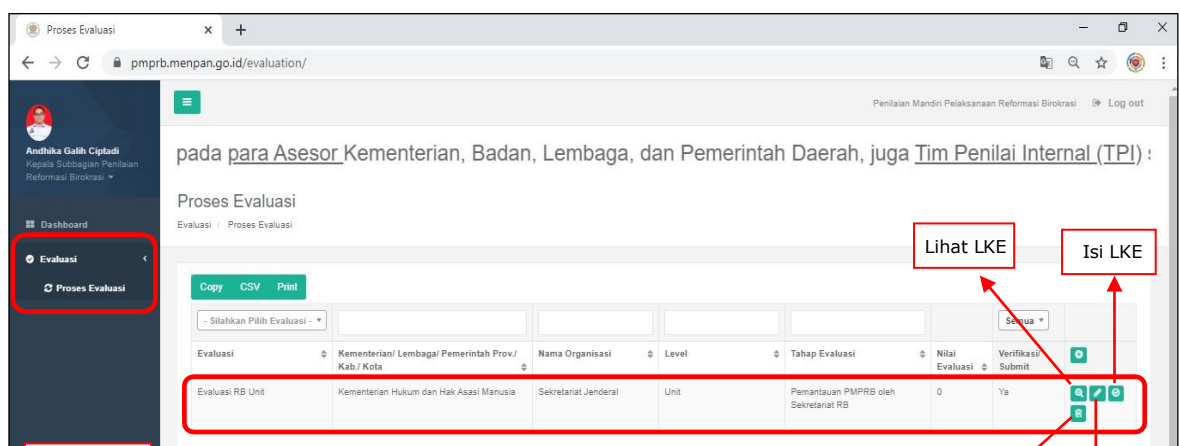 Proses Evaluasi
pmprb.menpan.go.id/evaluation/
Penilaian Mandiri Pelaksanaan Reformasi Birokrasi Log out
Andhika Galih Ciptadi
Kepala Subbagian Penilaian
Reformasi Birokrasi
pada para Asesor Kementerian, Badan, Lembaga, dan Pemerintah Daerah, juga Tim Penilai Internal (TPI)
Proses Evaluasi
Evaluasi / Proses Evaluasi
Dashboard
Evaluasi
Proses Evaluasi
Lihat LKE
Isi LKE
Copy CSV Print
- Silahkan Pilih Evaluasi - Semua
Evaluasi Kementerian/ Lembaga/ Pemerintah Prov./ Nama Organisasi Level Tahap Evaluasi Nilai Verifikasi/
Kab./ Kota Evaluasi Submit
Evaluasi RB Unit Kementerian Hukum dan Hak Asasi Manusia Sekretariat Jenderal Unit Pemantauan PMPRB oleh 0 Ya
Sekretariat RB